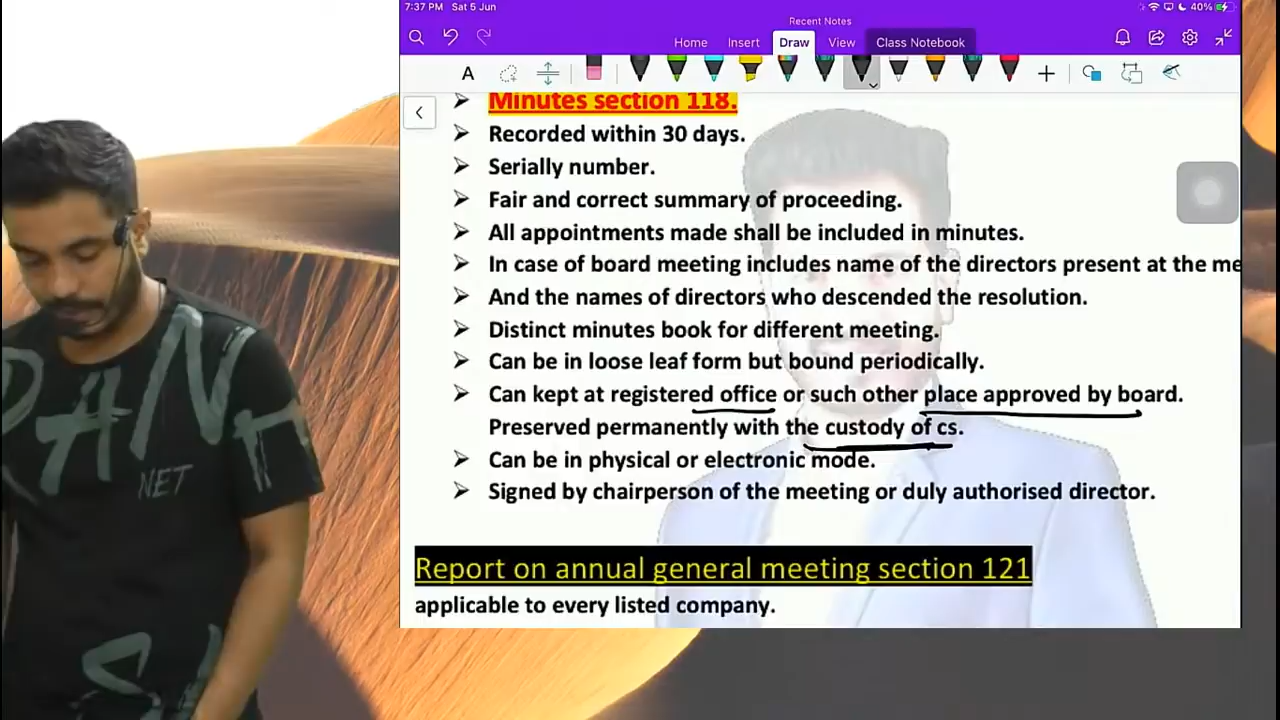 7:37 PM Sat 5 Jun
40%
Recent Notes
Home Insert Draw View Class Notebook
A
Minutes section 118.
Recorded within 30 days.
Serially number.
Fair and correct summary of proceeding.
All appointments made shall be included in minutes.
In case of board meeting includes name of the directors present at the me
And the names of directors who descended the resolution.
Distinct minutes book for different meeting.
Can be in loose leaf form but bound periodically.
Can kept at registered office or such other place approved by board.
Preserved permanently with the custody of cs.
Can be in physical or electronic mode.
Signed by chairperson of the meeting or duly authorised director.
Report on annual general meeting section 121
applicable to every listed company.
NET